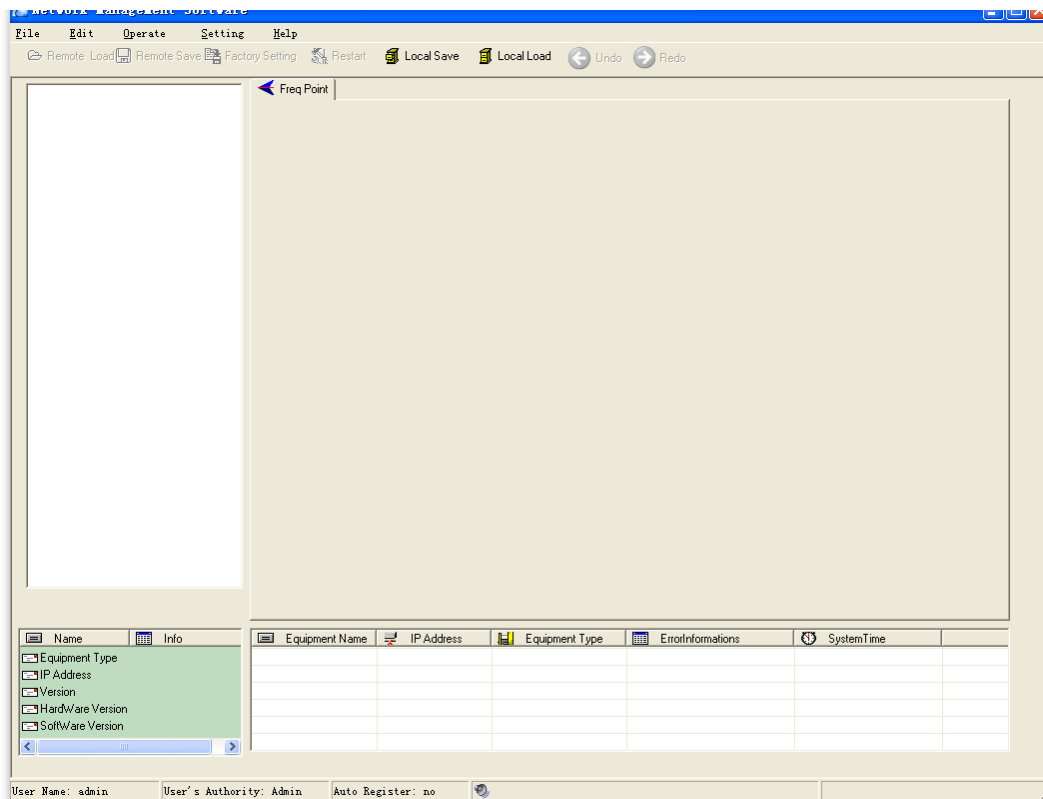 Network Management Software
File Edit Operate Setting Help
Remote Load Remote Save Factory Setting Restart Local Save Local Load Undo Redo
Freq Point
Name Info
Equipment Name IP Address Equipment Type ErrorInformations SystemTime
Equipment Type
IP Address
Version
HardWare Version
SoftWare Version
User Name: admin User's Authority: Admin Auto Register: no